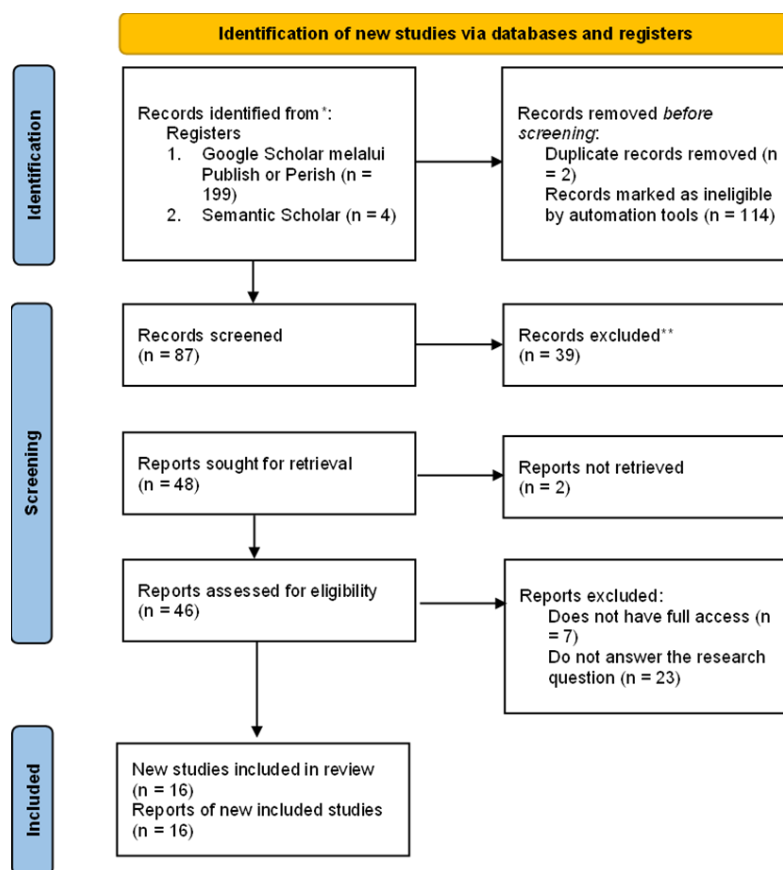 Identification of new studies via databases and registers
Identification
Records identified from*:
Registers
1. Google Scholar melalui
Publish or Perish (n =
199)
2. Semantic Scholar (n = 4)
Records removed before
screening:
Duplicate records removed (n
= 2)
Records marked as ineligible
by automation tools (n = 114)
Screening
Records screened
(n = 87)
Records excluded**
(n = 39)
Reports sought for retrieval
(n = 48)
Reports not retrieved
(n = 2)
Reports assessed for eligibility
(n = 46)
Reports excluded:
Does not have full access (n
= 7)
Do not answer the research
question (n = 23)
Included
New studies included in review
(n = 16)
Reports of new included studies
(n = 16)